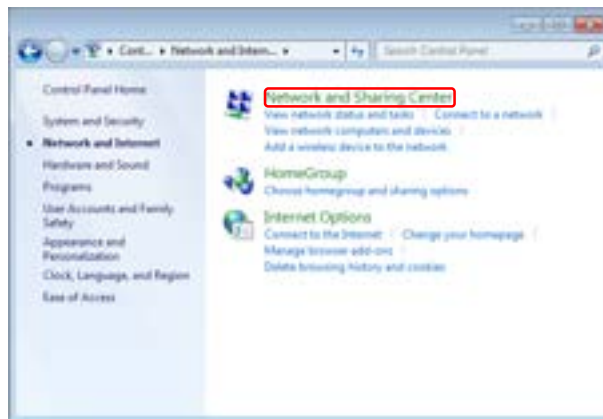 Cont... Network and Intern...
Search Control Panel
Control Panel Home
System and Security
Network and Internet
Hardware and Sound
Programs
User Accounts and Family
Safety
Appearance and
Personalization
Clock, Language, and Region
Ease of Access
Network and Sharing Center
View network status and tasks
Connect to a network
View network computers and devices
Add a wireless device to the network
HomeGroup
Choose homegroup and sharing options
Internet Options
Connect to the Internet
Change your homepage
Manage browser add-ons
Delete browsing history and cookies